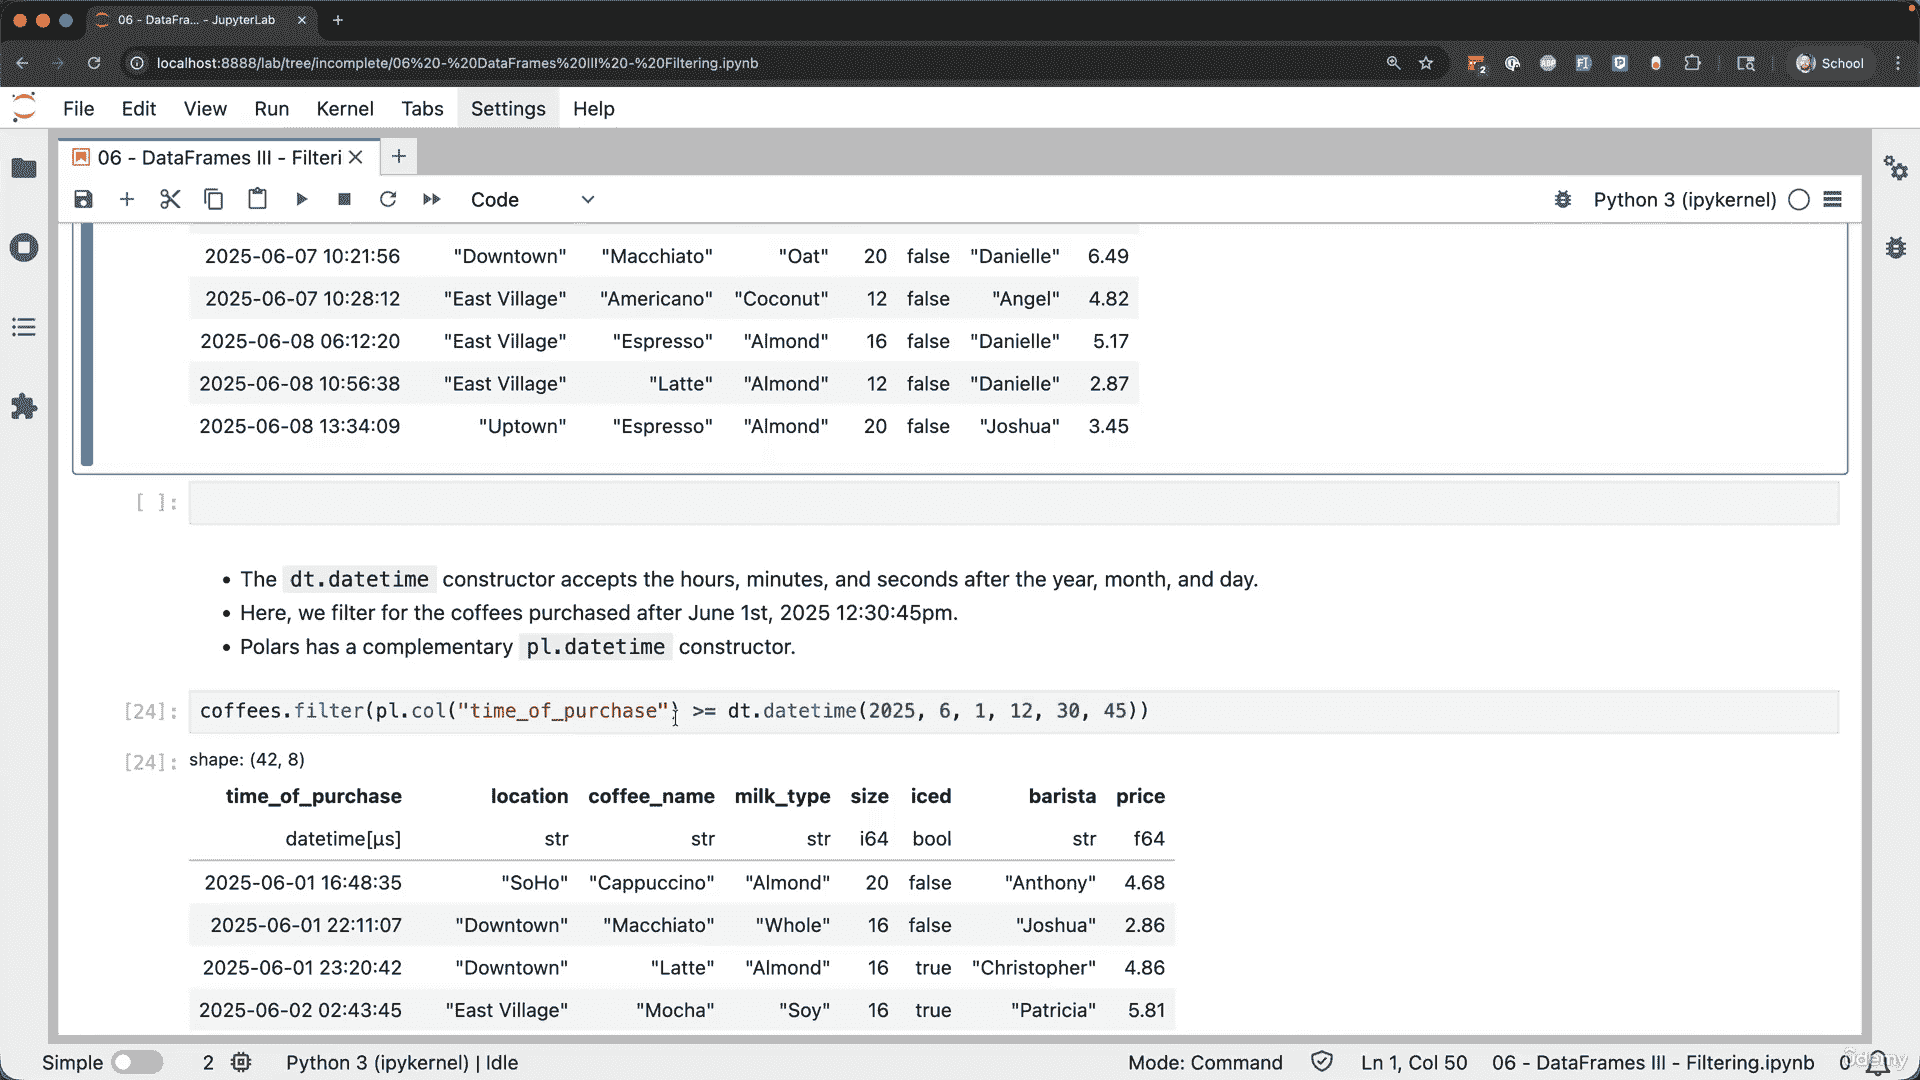 06 - DataFra... - JupyterLab
localhost:8888/lab/tree/incomplete/06%20-%20DataFrames%20III%20-%20Filtering.ipynb
2
ABP
School
File Edit View Run Kernel Tabs Settings Help
06 - DataFrames III - Filteri
Code
Python 3 (ipykernel)
2025-06-07 10:21:56 "Downtown" "Macchiato" "Oat" 20 false "Danielle" 6.49
2025-06-07 10:28:12 "East Village" "Americano" "Coconut" 12 false "Angel" 4.82
2025-06-08 06:12:20 "East Village" "Espresso" "Almond" 16 false "Danielle" 5.17
2025-06-08 10:56:38 "East Village" "Latte" "Almond" 12 false "Danielle" 2.87
2025-06-08 13:34:09 "Uptown" "Espresso" "Almond" 20 false "Joshua" 3.45
[ ]:
• The dt.datetime constructor accepts the hours, minutes, and seconds after the year, month, and day.
• Here, we filter for the coffees purchased after June 1st, 2025 12:30:45pm.
• Polars has a complementary pl.datetime constructor.
[24]: coffees.filter(pl.col("time_of_purchase") >= dt.datetime(2025, 6, 1, 12, 30, 45))
[24]: shape: (42, 8)
time_of_purchase location coffee_name milk_type size iced barista price
datetime[μs] str str str i64 bool str f64
2025-06-01 16:48:35 "SoHo" "Cappuccino" "Almond" 20 false "Anthony" 4.68
2025-06-01 22:11:07 "Downtown" "Macchiato" "Whole" 16 false "Joshua" 2.86
2025-06-01 23:20:42 "Downtown" "Latte" "Almond" 16 true "Christopher" 4.86
2025-06-02 02:43:45 "East Village" "Mocha" "Soy" 16 true "Patricia" 5.81
Simple 2 Python 3 (ipykernel) | Idle Mode: Command Ln 1, Col 50 06 - DataFrames III - Filtering.ipynb 0